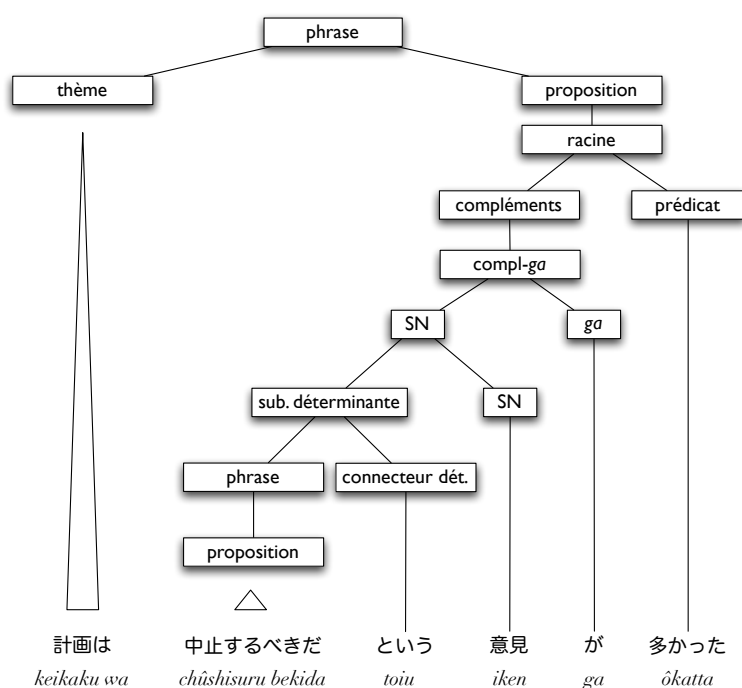 phrase
thème
proposition
racine
compléments
prédicat
compl-ga
SN
ga
sub. déterminante
SN
phrase
connecteur dét.
proposition
計画は 中止するべきだ という 意見 が 多かった
keikaku wa chûshisuru bekida toiu iken ga ôkatta